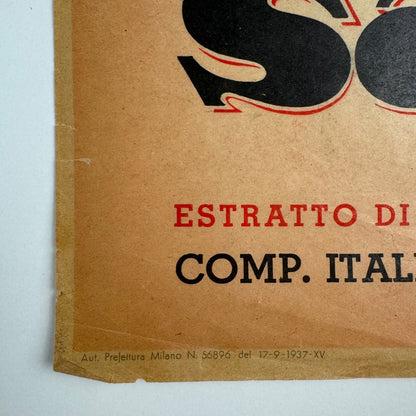 ESTRATTO DI
COMP. ITAL
Aut. Prefettura Milano N. 56896 del 17-9-1937-XV